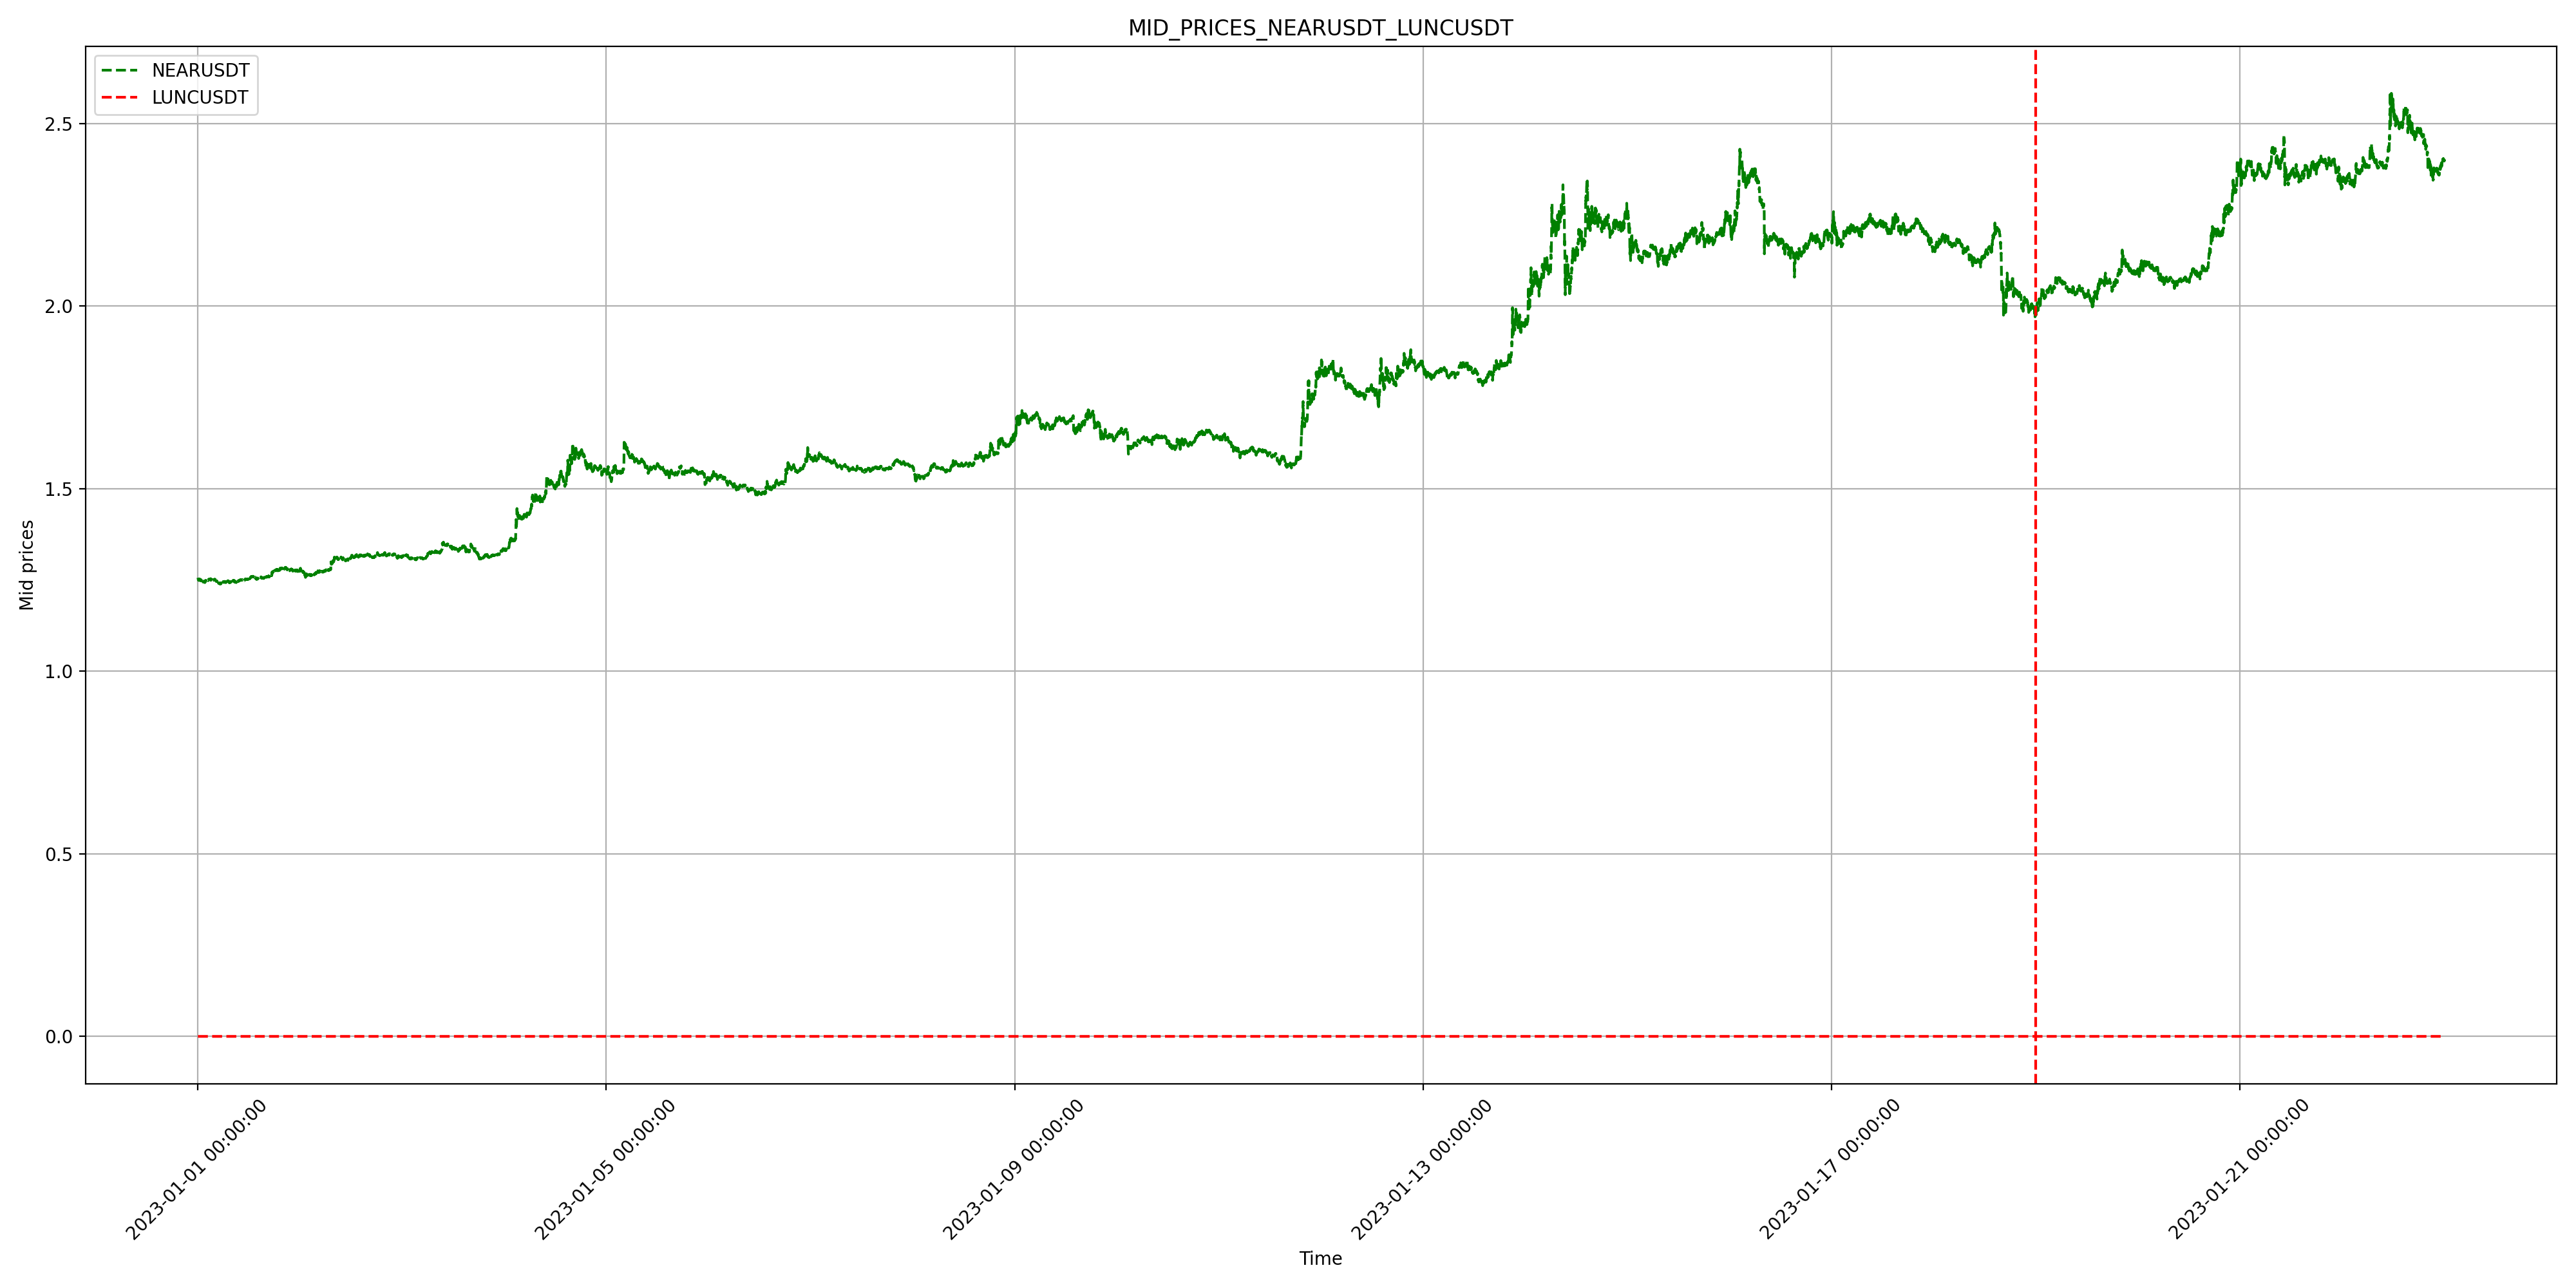 MID_PRICES_NEARUSDT_LUNCUSDT
NEARUSDT
LUNCUSDT
2.5
2.0
1.5
1.0
0.5
0.0
Mid prices
2023-01-01 00:00:00
2023-01-05 00:00:00
2023-01-09 00:00:00
2023-01-13 00:00:00
2023-01-17 00:00:00
2023-01-21 00:00:00
Time